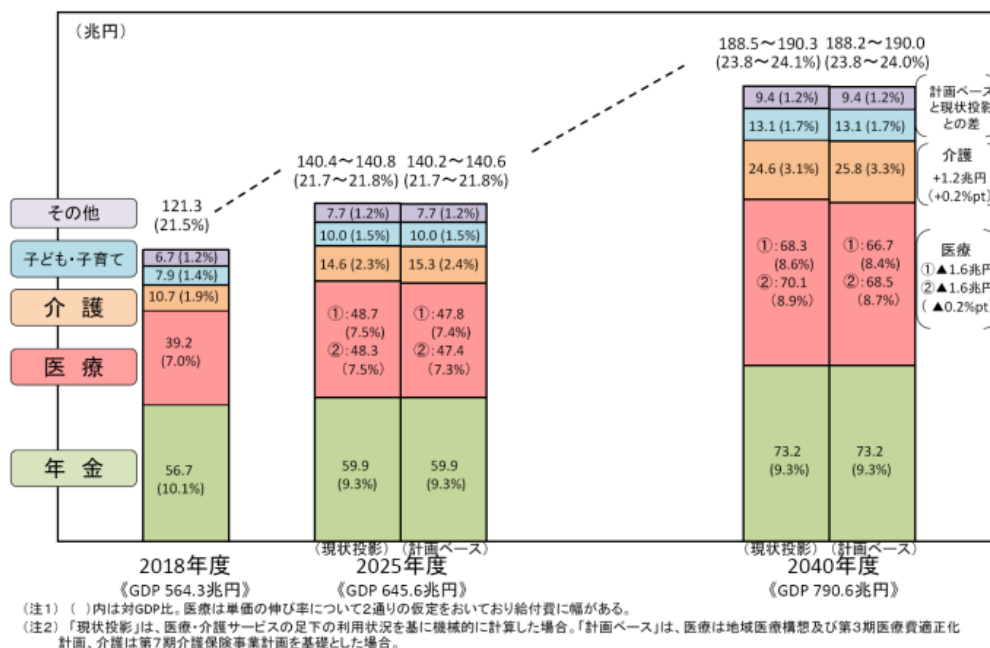 （兆円）
188.5～190.3 188.2～190.0
(23.8～24.1%) (23.8～24.0%)
140.4～140.8 140.2～140.6
(21.7～21.8%) (21.7～21.8%)
121.3
(21.5%)
その他
子ども・子育て
介護
医療
年金
6.7 (1.2%)
7.9 (1.4%)
10.7 (1.9%)
39.2
(7.0%)
56.7
(10.1%)
7.7 (1.2%) 7.7 (1.2%)
10.0 (1.5%) 10.0 (1.5%)
14.6 (2.3%) 15.3 (2.4%)
①:48.7 ①:47.8
(7.5%) (7.4%)
②:48.3 ②:47.4
(7.5%) (7.3%)
59.9 59.9
(9.3%) (9.3%)
9.4 (1.2%) 9.4 (1.2%)
13.1 (1.7%) 13.1 (1.7%)
24.6 (3.1%) 25.8 (3.3%)
①:68.3 ①:66.7
(8.6%) (8.4%)
②:70.1 ②:68.5
(8.9%) (8.7%)
73.2 73.2
(9.3%) (9.3%)
計画ベース
と現状投影
との差
介護
+1.2兆円
(+0.2%pt)
医療
①▲1.6兆円
②▲1.6兆円
(▲0.2%pt)
（現状投影）（計画ベース） （現状投影）（計画ベース）
2018年度 2025年度 2040年度
《GDP 564.3兆円》 《GDP 645.6兆円》 《GDP 790.6兆円》
（注1）（ ）内は対GDP比。医療は単価の伸び率について2通りの仮定をおいており給付費に幅がある。
（注2）「現状投影」は、医療・介護サービスの足下の利用状況を基に機械的に計算した場合。「計画ベース」は、医療は地域医療構想及び第3期医療費適正化
計画、介護は第7期介護保険事業計画を基礎とした場合。